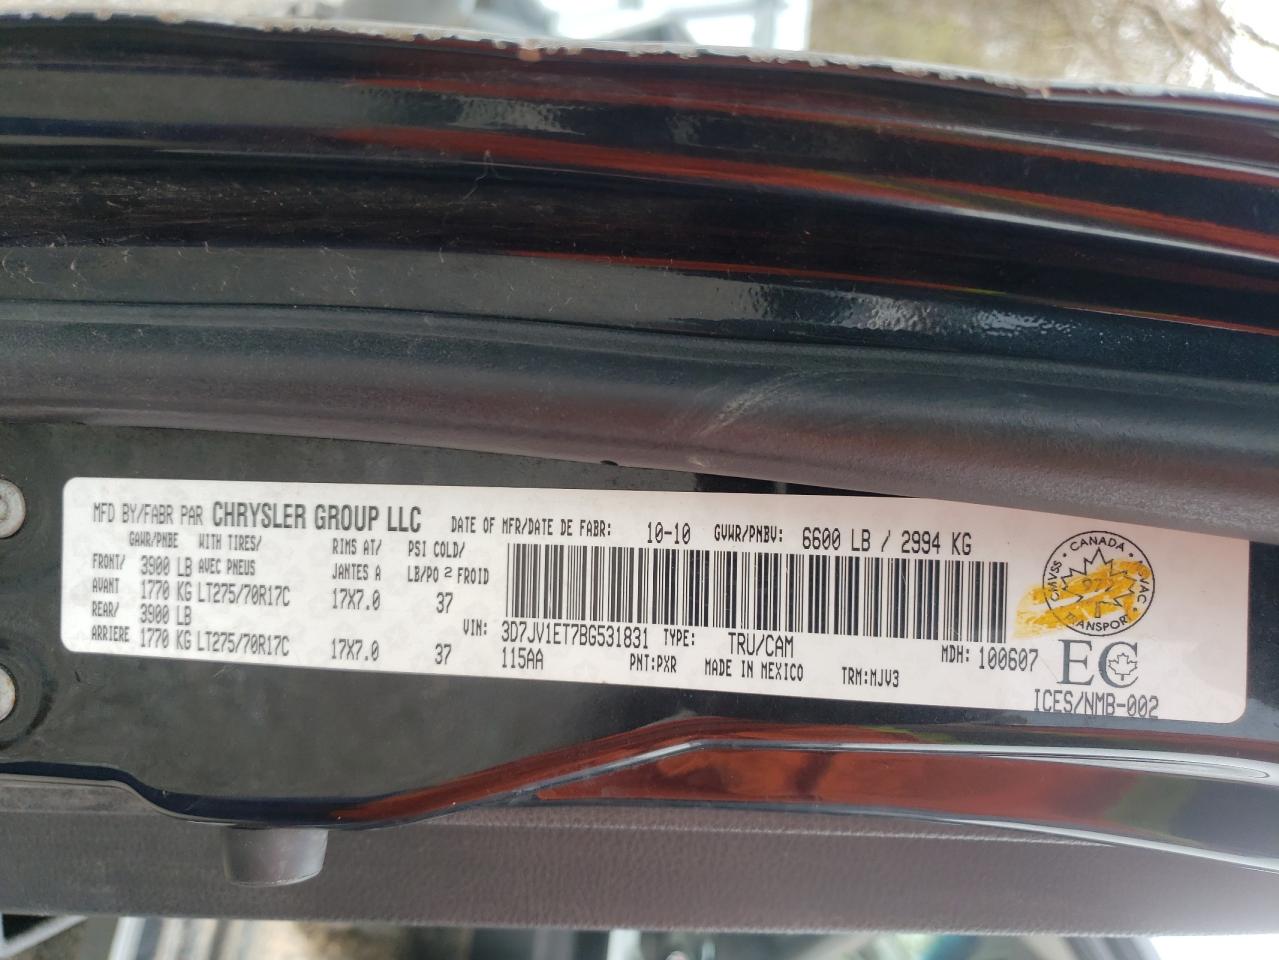 MFD BY/FABR PAR CHRYSLER GROUP LLC DATE OF MFR/DATE DE FABR: 10-10 GVWR/PNBV: 6600 LB / 2994 KG
GAWR/PNBE WITH TIRES/ RIMS AT/ PSI COLD/
FRONT/ 3900 LB AVEC PNEUS JANTES A LB/PO 2 FROID
AVANT 1770 KG LT275/70R17C 17X7.0 37
REAR/ 3900 LB
ARRIERE 1770 KG LT275/70R17C 17X7.0 37
VIN: 3D7JV1ET7BG531831 TYPE: TRU/CAM MDH: 100607
115AA PNT:PXR MADE IN MEXICO TRM:MJV3
CANADA
CMVSS
SVAC
TRANSPORT
EC
ICES/NMB-002